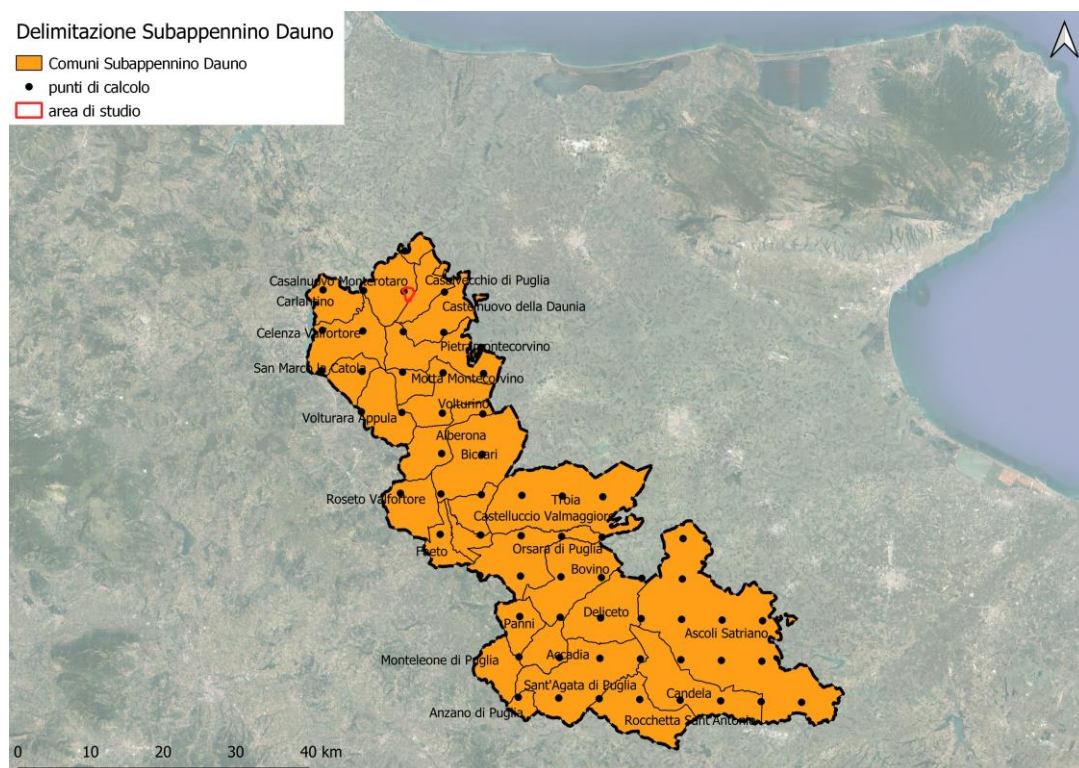 Delimitazione Subappennino Dauno
Comuni Subappennino Dauno
punti di calcolo
area di studio
Casalnuovo Monterotaro
Casalvecchio di Puglia
Carlantino
Castelnuovo della Daunia
Celenza Valfortore
Pietramontecorvino
San Marco la Catola
Motta Montecorvino
Volturino
Volturara Appula
Alberona
Biccari
Roseto Valfortore
Troia
Castelluccio Valmaggiore
Faeto
Orsara di Puglia
Bovino
Deliceto
Panni
Ascoli Satriano
Accadia
Monteleone di Puglia
Sant'Agata di Puglia
Candela
Anzano di Puglia
Rocchetta Sant'Antonio
0 10 20 30 40 km